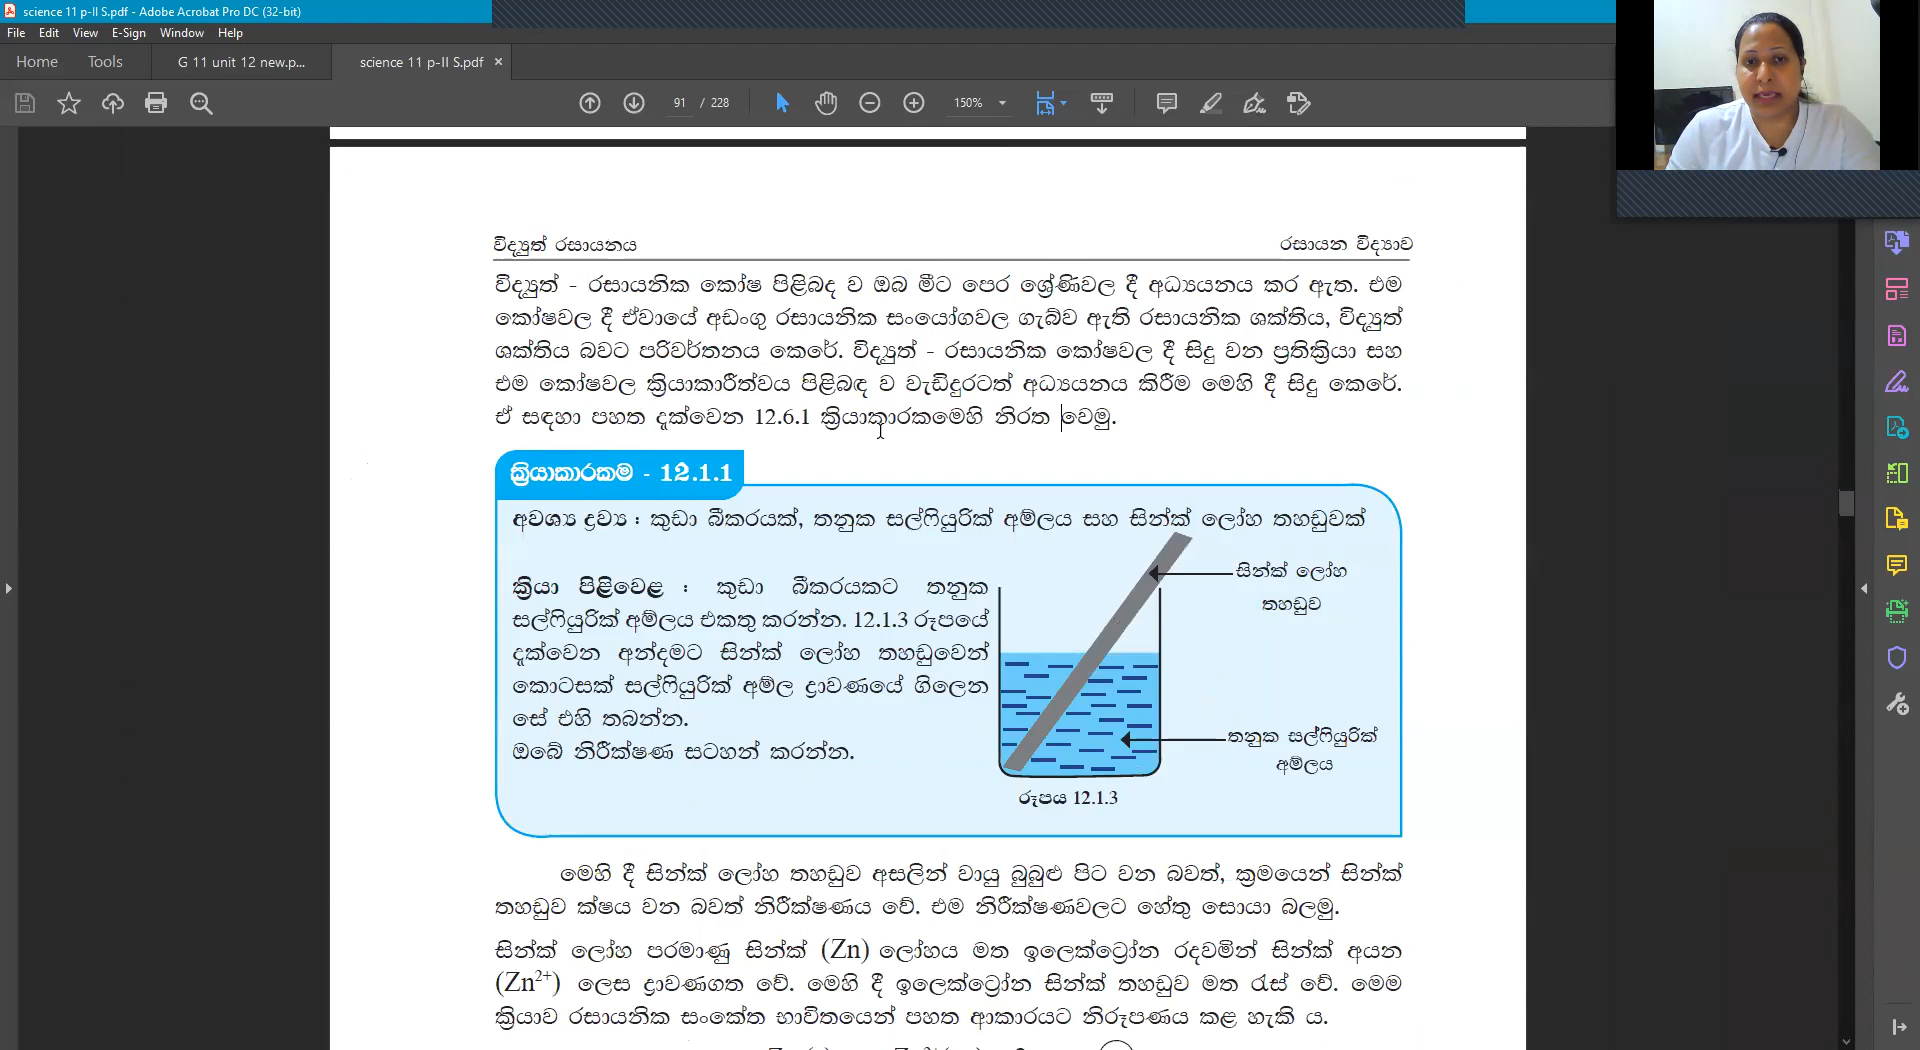 science 11 p-II S.pdf - Adobe Acrobat Pro DC (32-bit)
File Edit View E-Sign Window Help
Home Tools G 11 unit 12 new.p... science 11 p-II S.pdf ×
91 / 228 150%
විද්‍යුත් රසායනය රසායන විද්‍යාව
විද්‍යුත් - රසායනික කෝෂ පිළිබද ව ඔබ මීට පෙර ශ්‍රේණිවල දී අධ්‍යයනය කර ඇත. එම
කෝෂවල දී ඒවායේ අඩංගු රසායනික සංයෝගවල ගැබ්ව ඇති රසායනික ශක්තිය, විද්‍යුත්
ශක්තිය බවට පරිවර්තනය කෙරේ. විද්‍යුත් - රසායනික කෝෂවල දී සිදු වන ප්‍රතික්‍රියා සහ
එම කෝෂවල ක්‍රියාකාරීත්වය පිළිබඳ ව වැඩිදුරටත් අධ්‍යයනය කිරීම මෙහි දී සිදු කෙරේ.
ඒ සඳහා පහත දැක්වෙන 12.6.1 ක්‍රියාකාරකමෙහි නිරත වෙමු.
ක්‍රියාකාරකම - 12.1.1
අවශ්‍ය ද්‍රව්‍ය : කුඩා බීකරයක්, තනුක සල්ෆියුරික් අම්ලය සහ සින්ක් ලෝහ තහඩුවක්
ක්‍රියා පිළිවෙළ : කුඩා බීකරයකට තනුක
සල්ෆියුරික් අම්ලය එකතු කරන්න. 12.1.3 රූපයේ
දැක්වෙන අන්දමට සින්ක් ලෝහ තහඩුවෙන්
කොටසක් සල්ෆියුරික් අම්ල ද්‍රාවණයේ ගිලෙන
සේ එහි තබන්න.
ඔබේ නිරීක්ෂණ සටහන් කරන්න.
සින්ක් ලෝහ
තහඩුව
තනුක සල්ෆියුරික්
අම්ලය
රූපය 12.1.3
මෙහි දී සින්ක් ලෝහ තහඩුව අසලින් වායු බුබුළු පිට වන බවත්, ක්‍රමයෙන් සින්ක්
තහඩුව ක්ෂය වන බවත් නිරීක්ෂණය වේ. එම නිරීක්ෂණවලට හේතු සොයා බලමු.
සින්ක් ලෝහ පරමාණු සින්ක් (Zn) ලෝහය මත ඉලෙක්ට්‍රෝන රදවමින් සින්ක් අයන
(Zn²⁺) ලෙස ද්‍රාවණගත වේ. මෙහි දී ඉලෙක්ට්‍රෝන සින්ක් තහඩුව මත රැස් වේ. මෙම
ක්‍රියාව රසායනික සංකේත භාවිතයෙන් පහත ආකාරයට නිරූපණය කළ හැකි ය.